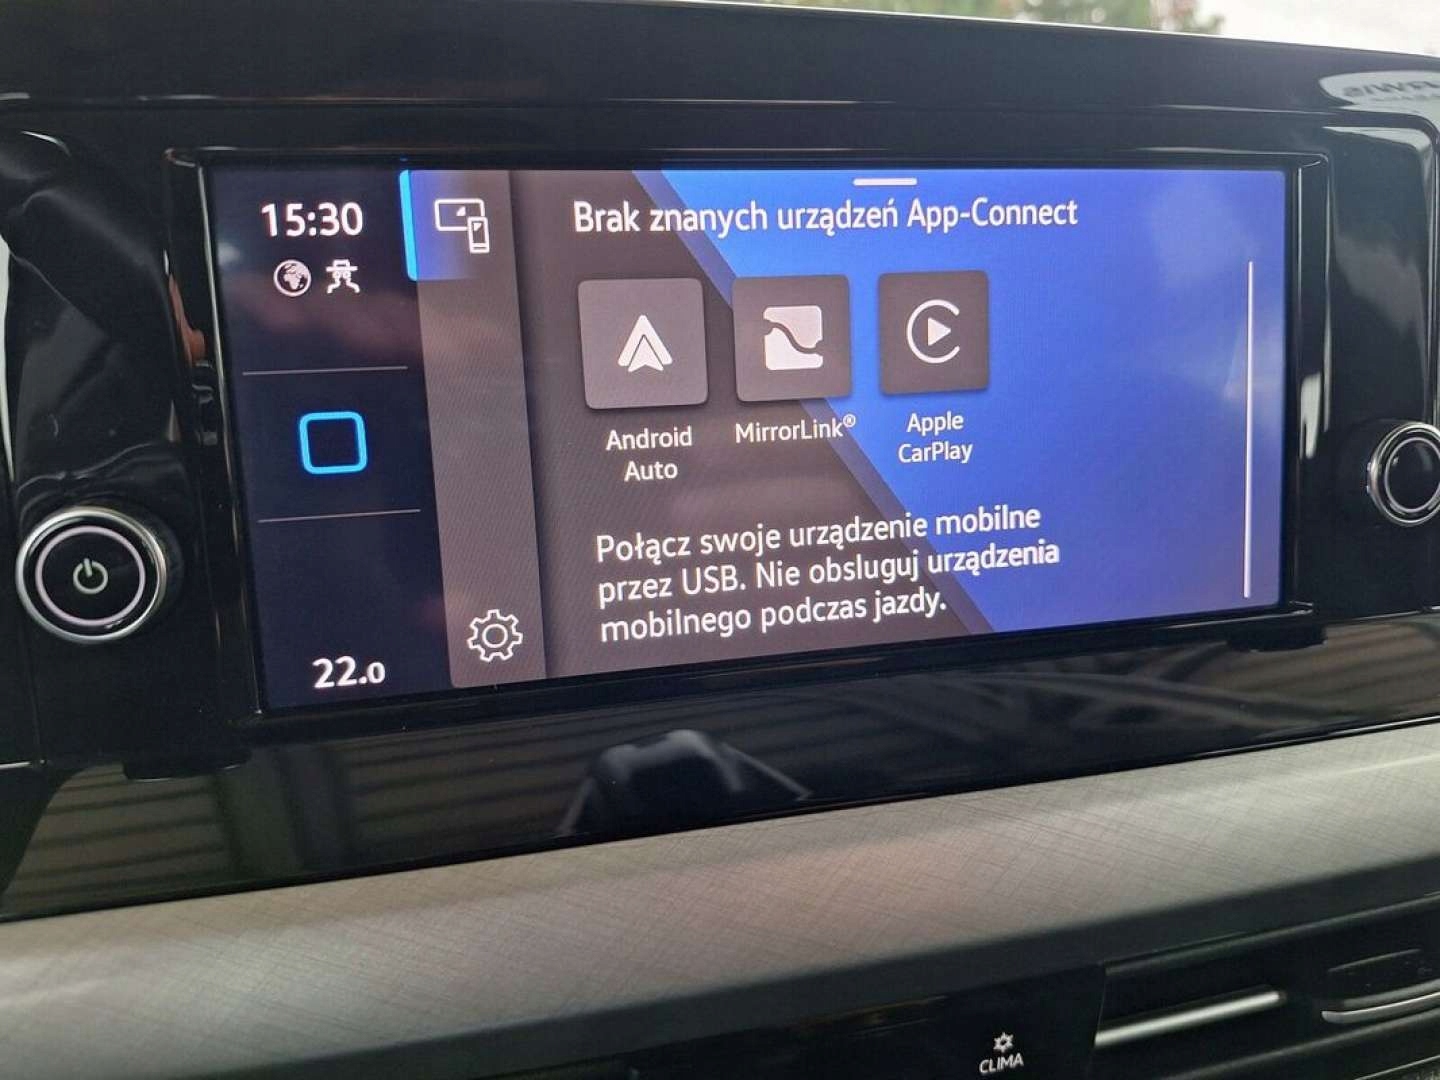 15:30
Brak znanych urządzeń App-Connect
Android
Auto
MirrorLink®
Apple
CarPlay
Połącz swoje urządzenie mobilne
przez USB. Nie obsługuj urządzenia
mobilnego podczas jazdy.
22.0
CLIMA